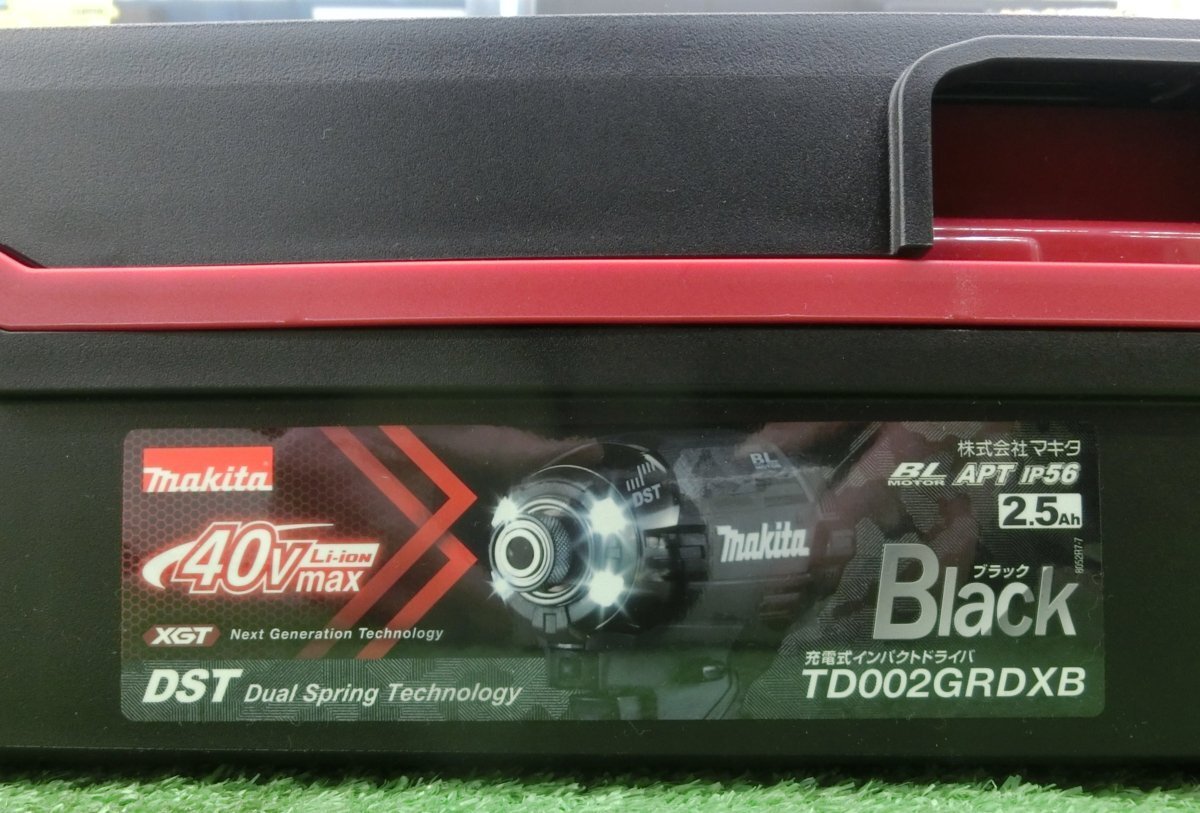 makita
40Vmax Li-ion
XGT Next Generation Technology
DST Dual Spring Technology
DST
BL
makita
株式会社マキタ
BL MOTOR APT IP56
2.5Ah
ブラック
Black
充電式インパクトドライバ
TD002GRDXB